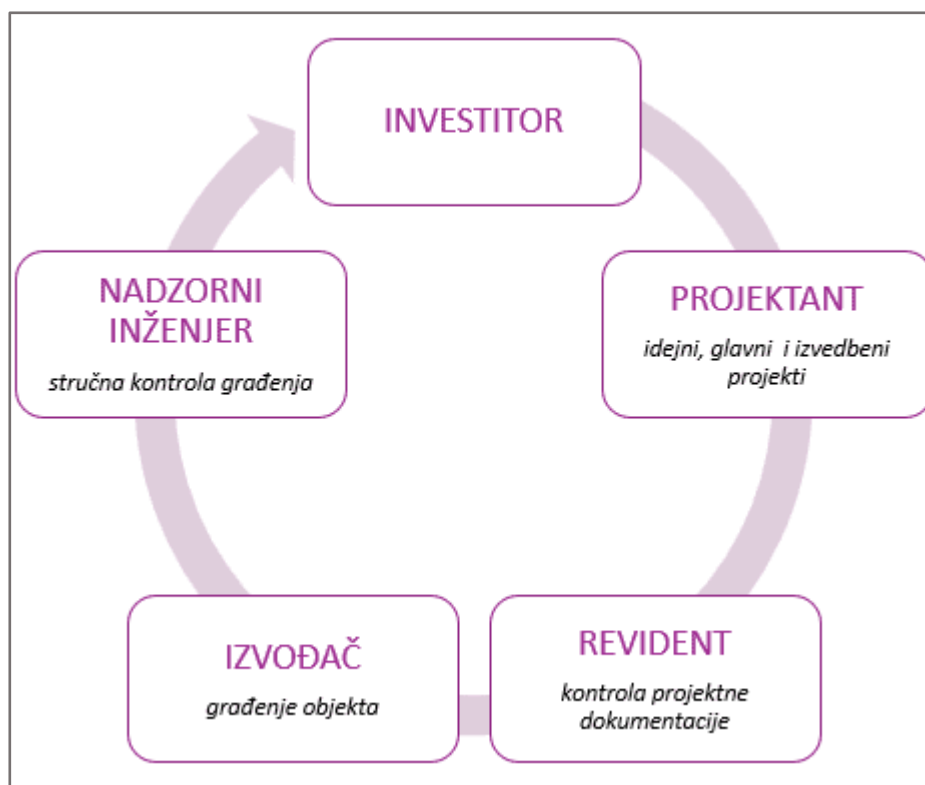 INVESTITOR
PROJEKTANT
idejni, glavni i izvedbeni
projekti
REVIDENT
kontrola projektne
dokumentacije
IZVOĐAČ
građenje objekta
NADZORNI
INŽENJER
stručna kontrola građenja